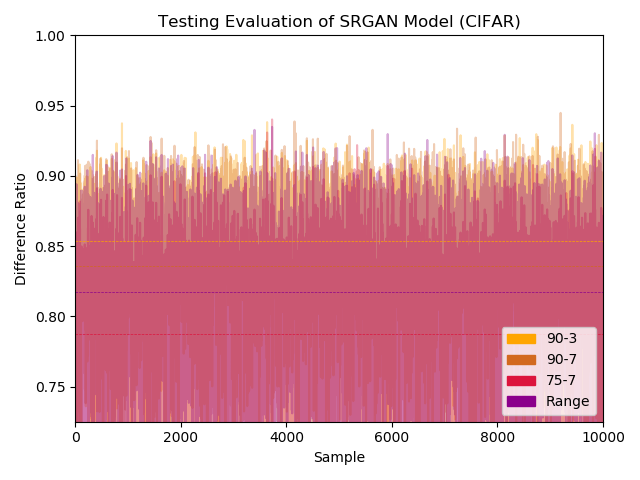 Testing Evaluation of SRGAN Model (CIFAR)
1.00
0.95
0.90
0.85
0.80
0.75
Difference Ratio
90-3
90-7
75-7
Range
0 2000 4000 6000 8000 10000
Sample